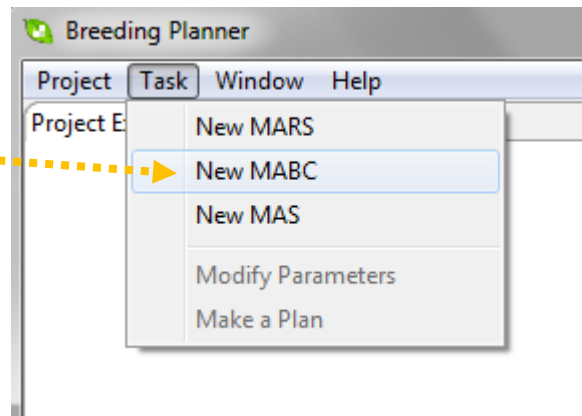 Breeding Planner
Project Task Window Help
Project E
New MARS
New MABC
New MAS
Modify Parameters
Make a Plan